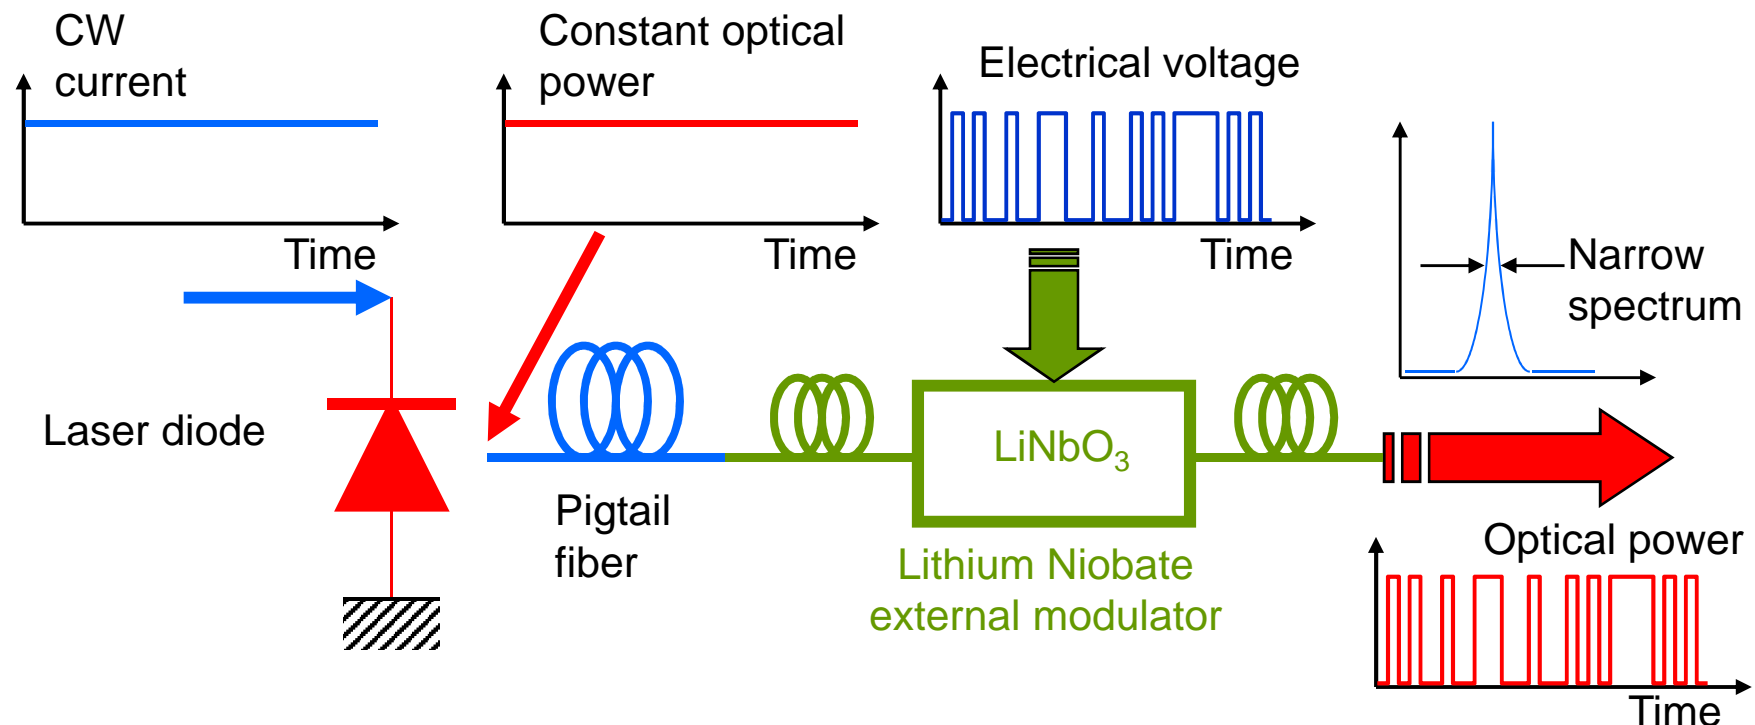 CW
current
Time
Constant optical
power
Time
Electrical voltage
Time
Narrow
spectrum
Laser diode
Pigtail
fiber
LiNbO₃
Lithium Niobate
external modulator
Optical power
Time